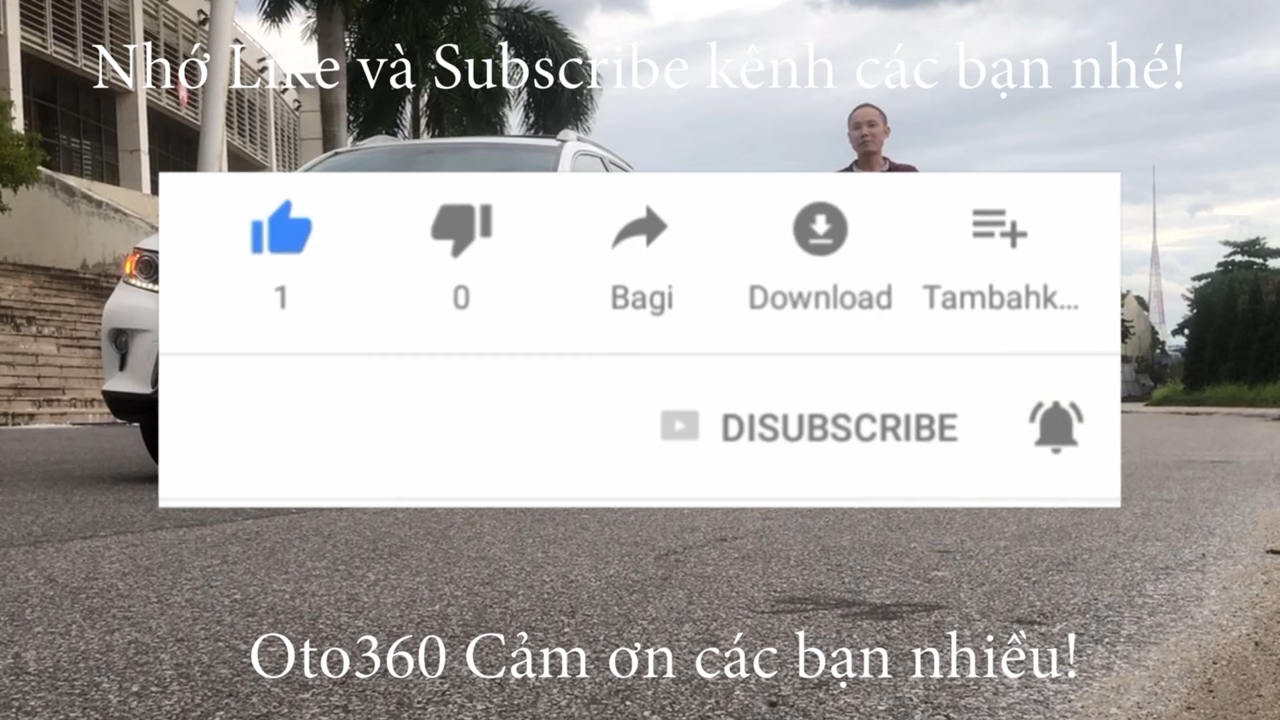 Nhớ Like và Subscribe kênh các bạn nhé!
1 0 Bagi Download Tambahk...
DISUBSCRIBE
Oto360 Cảm ơn các bạn nhiều!